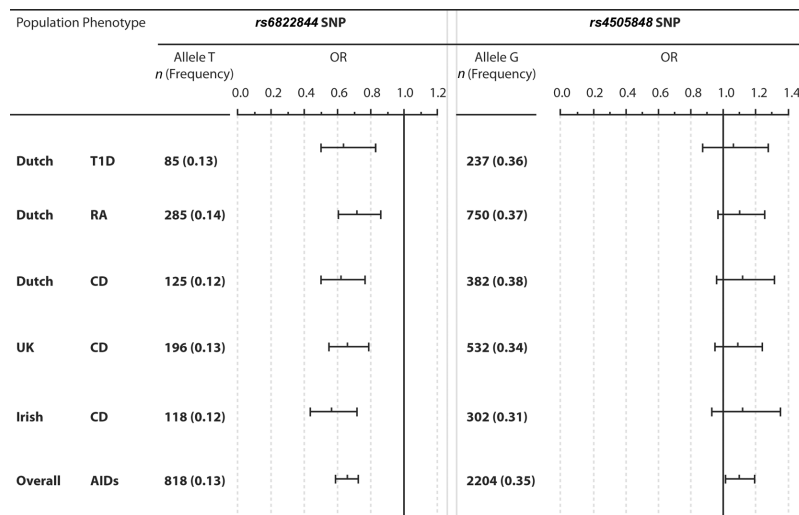 Population Phenotype rs6822844 SNP rs4505848 SNP
Allele T OR Allele G OR
n (Frequency) n (Frequency)
0.0 0.2 0.4 0.6 0.8 1.0 1.2 0.0 0.2 0.4 0.6 0.8 1.0 1.2 1.4
Dutch T1D 85 (0.13) 237 (0.36)
Dutch RA 285 (0.14) 750 (0.37)
Dutch CD 125 (0.12) 382 (0.38)
UK CD 196 (0.13) 532 (0.34)
Irish CD 118 (0.12) 302 (0.31)
Overall AIDs 818 (0.13) 2204 (0.35)